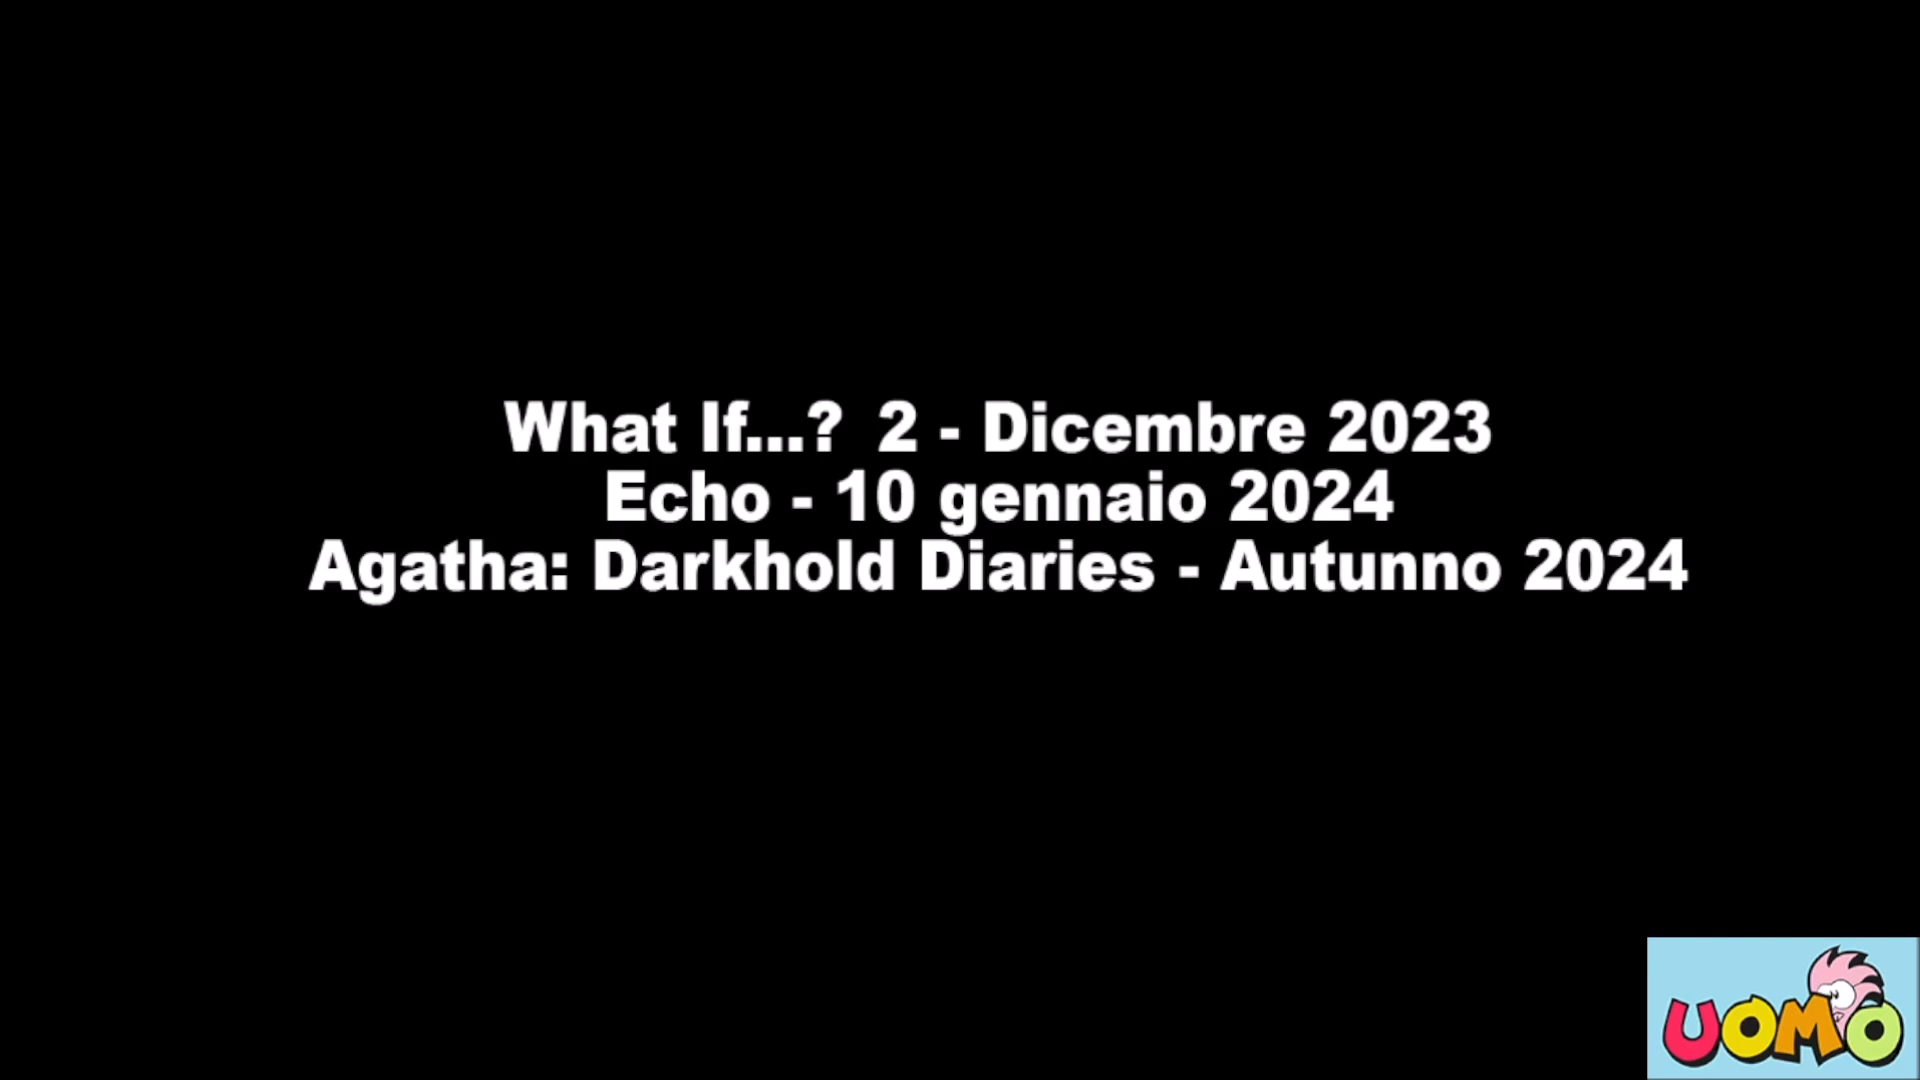 What If...? 2 - Dicembre 2023
Echo - 10 gennaio 2024
Agatha: Darkhold Diaries - Autunno 2024
UOMO